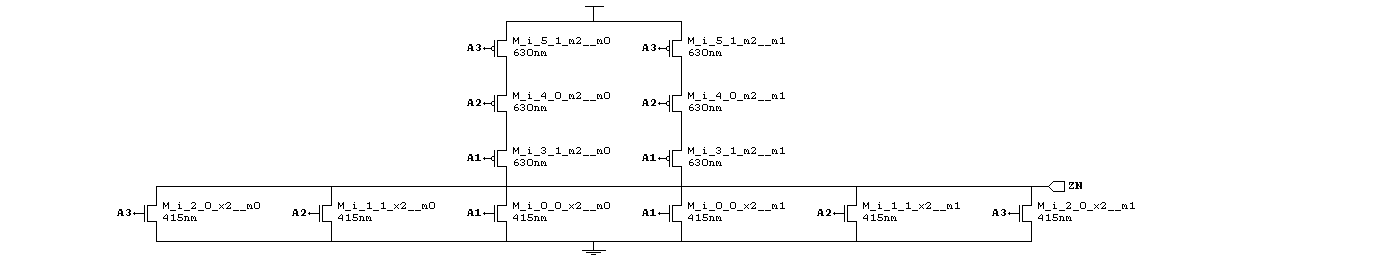 A3 M_i_5_1_m2__m0 A3 M_i_5_1_m2__m1
630nm 630nm
A2 M_i_4_0_m2__m0 A2 M_i_4_0_m2__m1
630nm 630nm
A1 M_i_3_1_m2__m0 A1 M_i_3_1_m2__m1
630nm 630nm
ZN
A3 M_i_2_0_x2__m0 A2 M_i_1_1_x2__m0 A1 M_i_0_0_x2__m0 A1 M_i_0_0_x2__m1 A2 M_i_1_1_x2__m1 A3 M_i_2_0_x2__m1
415nm 415nm 415nm 415nm 415nm 415nm